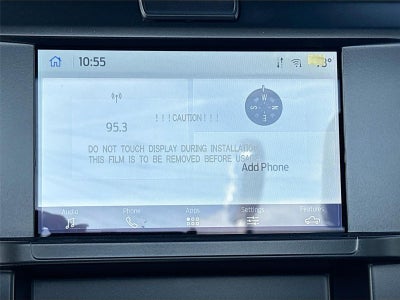 10:55
95.3
!!!CAUTION!!!
DO NOT TOUCH DISPLAY DURING INSTALLATION
THIS FILM IS TO BE REMOVED BEFORE USAGE
Add Phone
W
S
N
E
Audio
Phone
Apps
Settings
Features